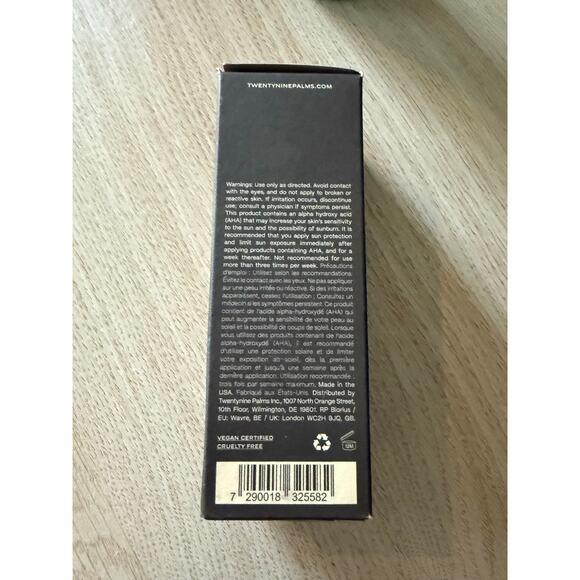 TWENTYNINEPALMS.COM
Warnings: Use only as directed. Avoid contact
with the eyes, and do not apply to broken or
reactive skin. If irritation occurs, discontinue
use; consult a physician if symptoms persist.
This product contains an alpha hydroxy acid
(AHA) that may increase your skin's sensitivity
to the sun and the possibility of sunburn. It is
recommended that you apply sun protection
and limit sun exposure immediately after
applying products containing AHA, and for a
week thereafter. Not recommended for use
more than three times per week. Précautions
d'emploi : Utilisez selon les recommandations.
Évitez le contact avec les yeux. Ne pas appliquer
sur une peau irritée ou réactive. Si des irritations
apparaissent, cessez l'utilisation ; Consultez un
médecin si les symptômes persistent. Ce produit
contient de l'acide alpha-hydroxydé (AHA) qui
peut augmenter la sensibilité de votre peau au
soleil et la possibilité de coups de soleil. Lorsque
vous utilisez des produits contenant de l'acide
alpha-hydroxydé (AHA), il est recommandé
d'utiliser une protection solaire et de limiter
votre exposition au soleil, dès la première
application et jusqu'à une semaine après la
dernière application. Utilisation recommandée :
trois fois par semaine maximum. Made in the
USA. Fabriqué aux États-Unis. Distributed by
Twentynine Palms Inc., 1007 North Orange Street,
10th Floor, Wilmington, DE 19801. RP Biorius /
EU: Wavre, BE / UK: London WC2H 9JQ, GB.
VEGAN CERTIFIED
CRUELTY FREE
12M
7 290018 325582